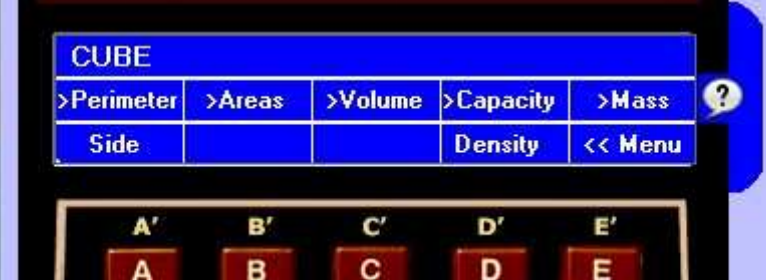 CUBE
>Perimeter >Areas >Volume >Capacity >Mass
Side Density << Menu
?
A' B' C' D' E'
A B C D E